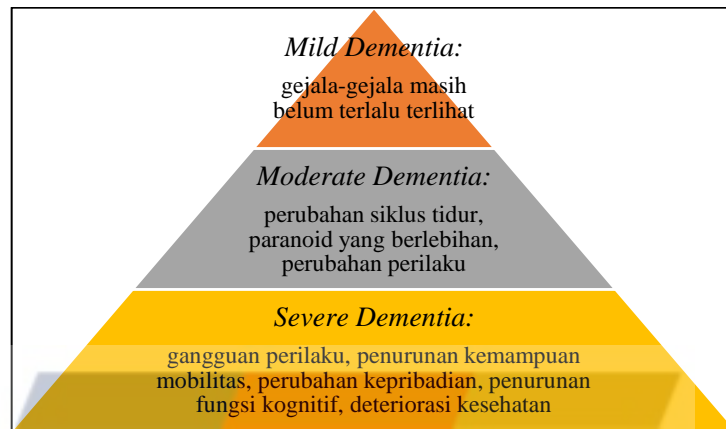 Mild Dementia:
gejala-gejala masih
belum terlalu terlihat
Moderate Dementia:
perubahan siklus tidur,
paranoid yang berlebihan,
perubahan perilaku
Severe Dementia:
gangguan perilaku, penurunan kemampuan
mobilitas, perubahan kepribadian, penurunan
fungsi kognitif, deteriorasi kesehatan